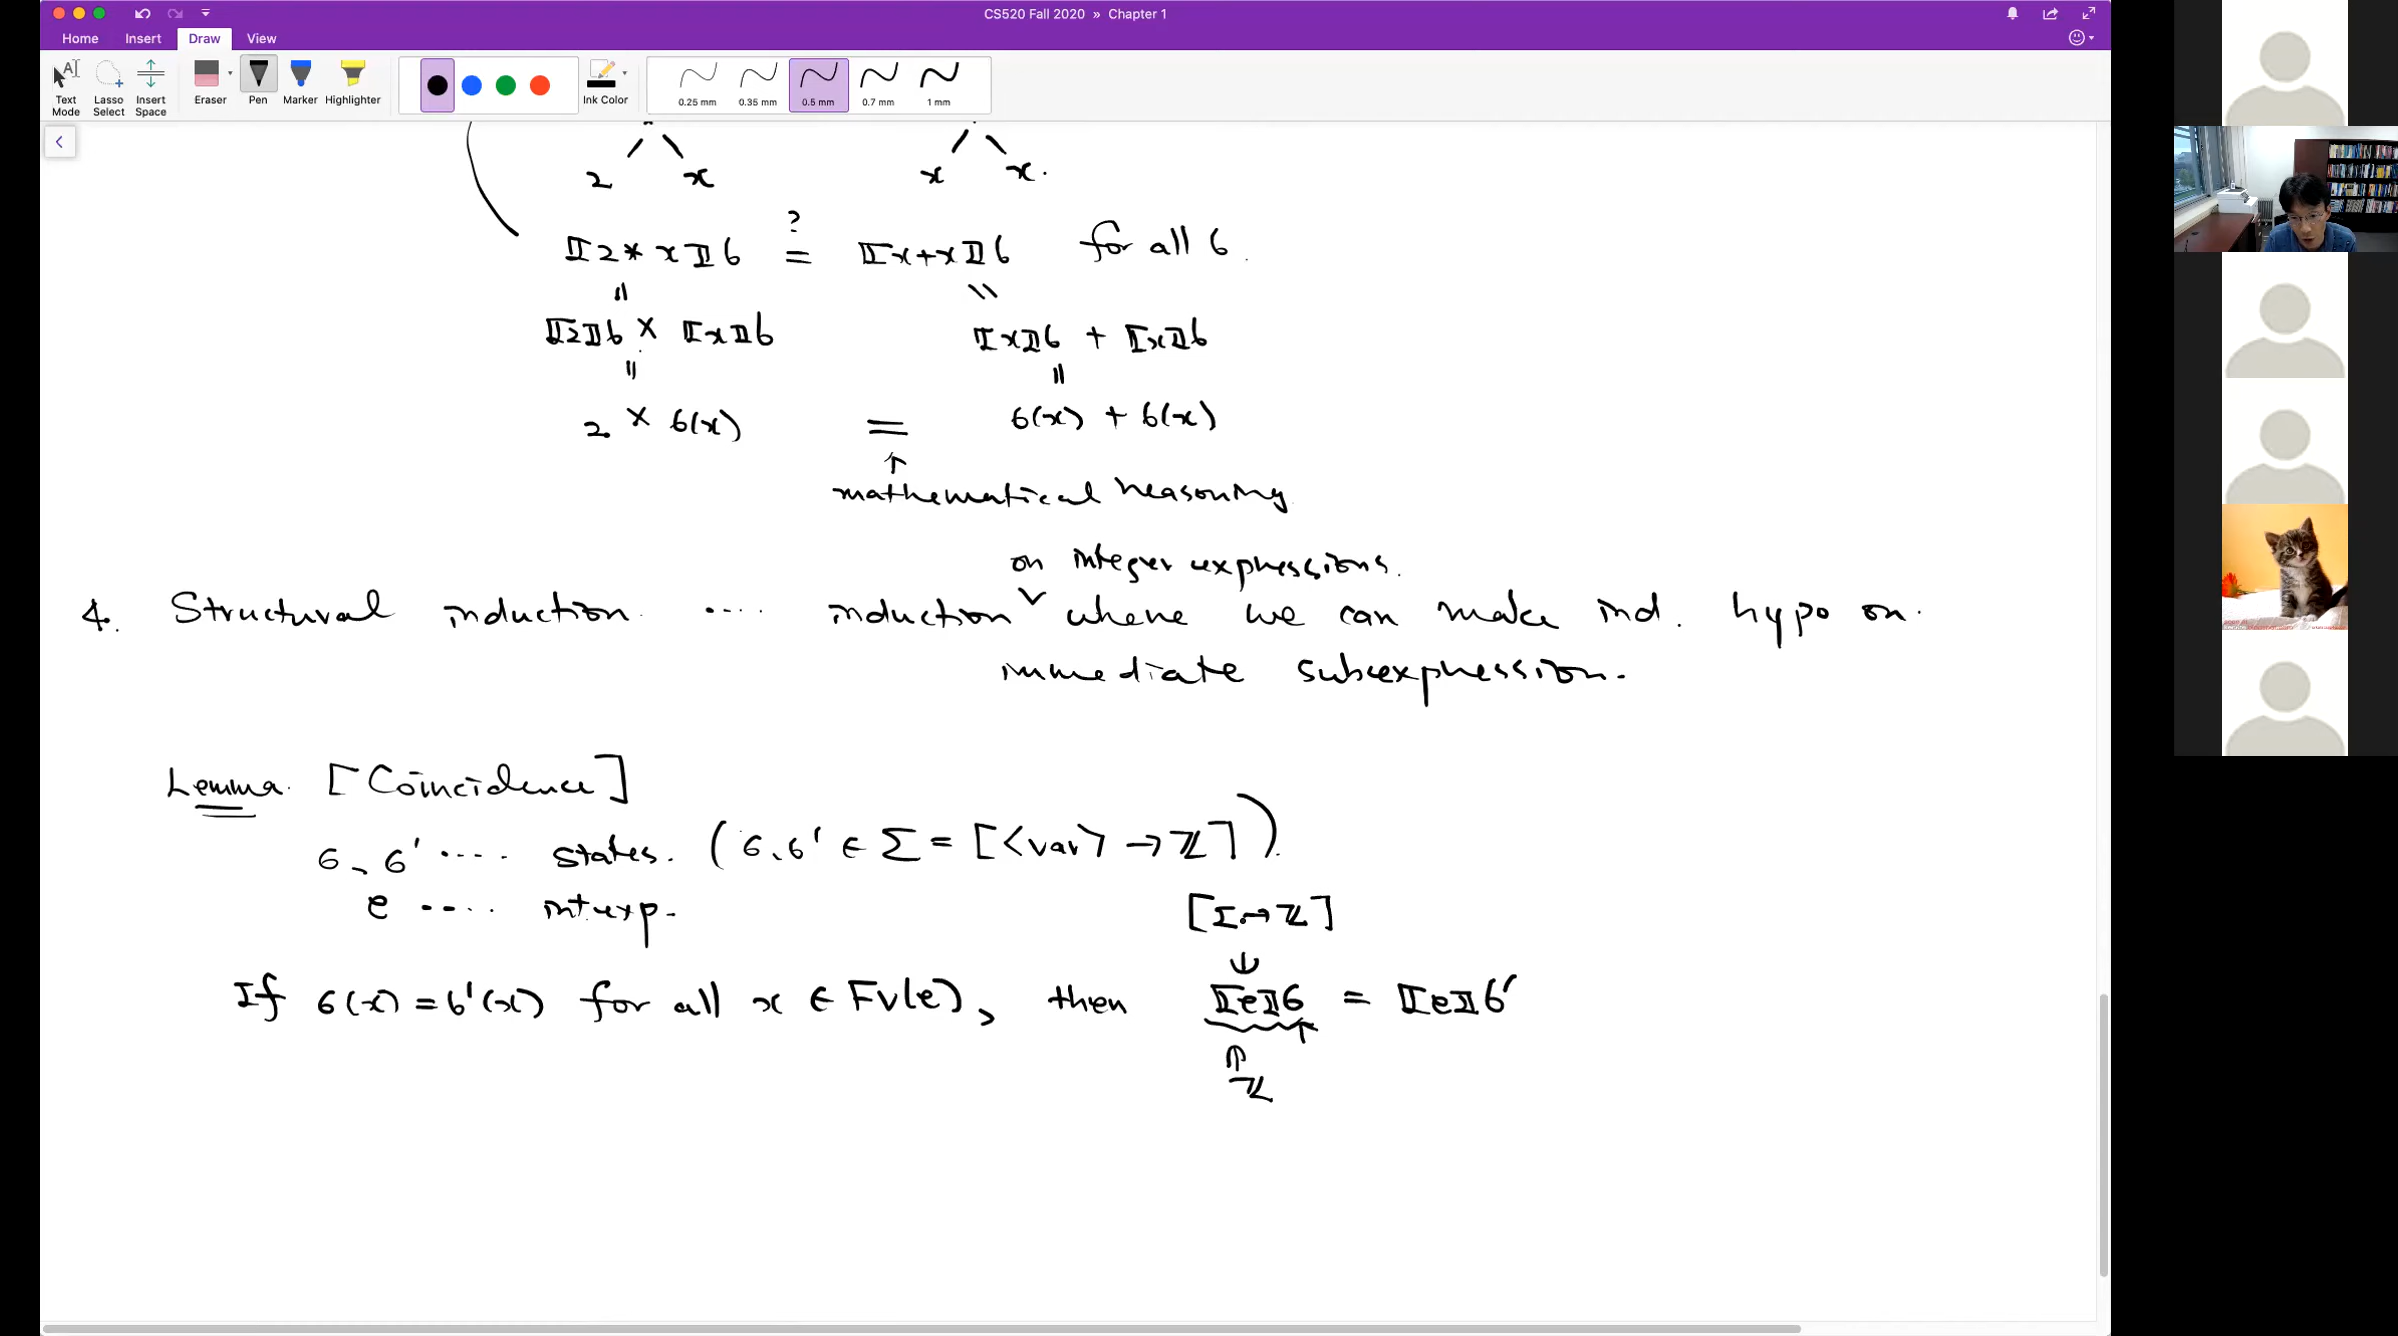 CS520 Fall 2020 » Chapter 1
Home Insert Draw View
Text Mode Lasso Select Insert Space Eraser Pen Marker Highlighter Ink Color 0.25 mm 0.35 mm 0.5 mm 0.7 mm 1 mm
2 x x x.
?
⟦2 * x⟧σ = ⟦x+x⟧σ for all σ.
⟦2⟧σ × ⟦x⟧σ ⟦x⟧σ + ⟦x⟧σ
2 × σ(x) = σ(x) + σ(x)
↑
mathematical reasoning.
on integer expressions.
4. Structural induction .... induction ∨ where we can make ind. hypo on.
immediate subexpression.
Lemma. [Coincidence]
σ, σ' .... states. (σ, σ' ∈ Σ = [<var> → ℤ]).
e .... intexp.
[Σ → ℤ]
If σ(x) = σ'(x) for all x ∈ FV(e), then ⟦e⟧σ = ⟦e⟧σ'
ℤ